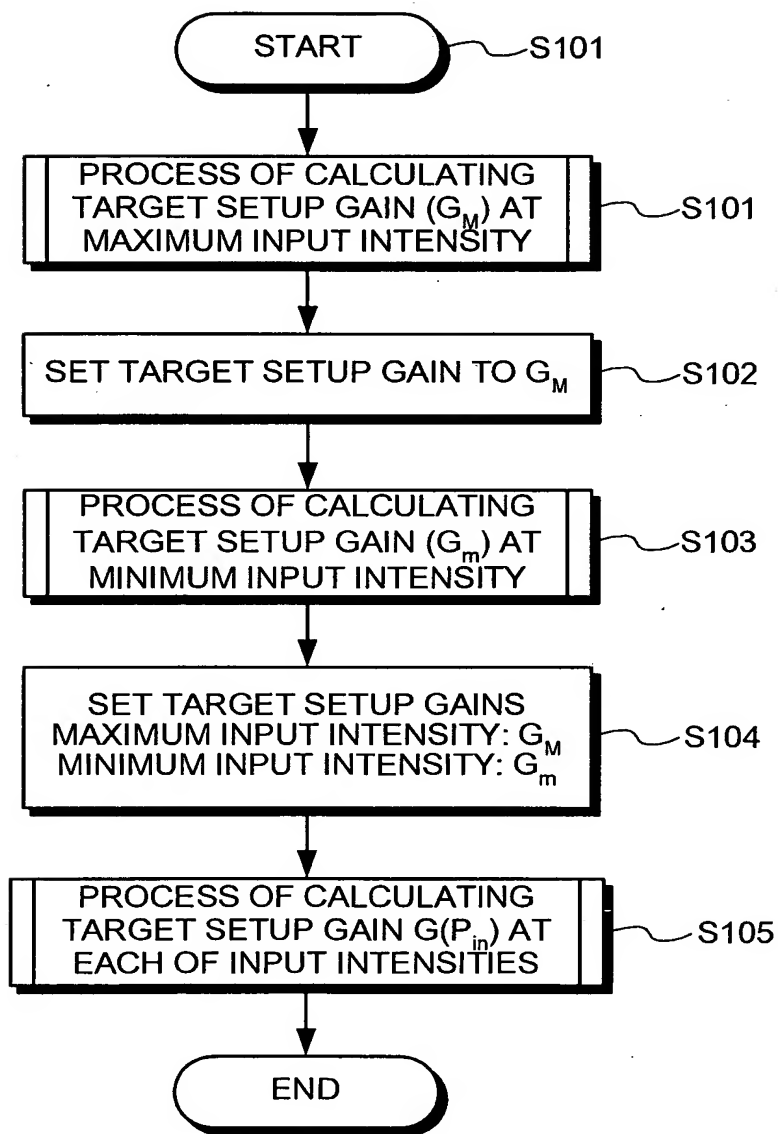 START
S101
PROCESS OF CALCULATING
TARGET SETUP GAIN (G_M) AT
MAXIMUM INPUT INTENSITY
S101
SET TARGET SETUP GAIN TO G_M
S102
PROCESS OF CALCULATING
TARGET SETUP GAIN (G_m) AT
MINIMUM INPUT INTENSITY
S103
SET TARGET SETUP GAINS
MAXIMUM INPUT INTENSITY: G_M
MINIMUM INPUT INTENSITY: G_m
S104
PROCESS OF CALCULATING
TARGET SETUP GAIN G(P_in) AT
EACH OF INPUT INTENSITIES
S105
END